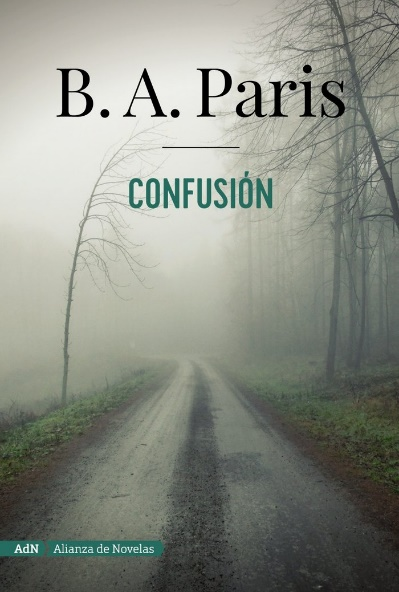 B. A. Paris
CONFUSIÓN
AdN Alianza de Novelas